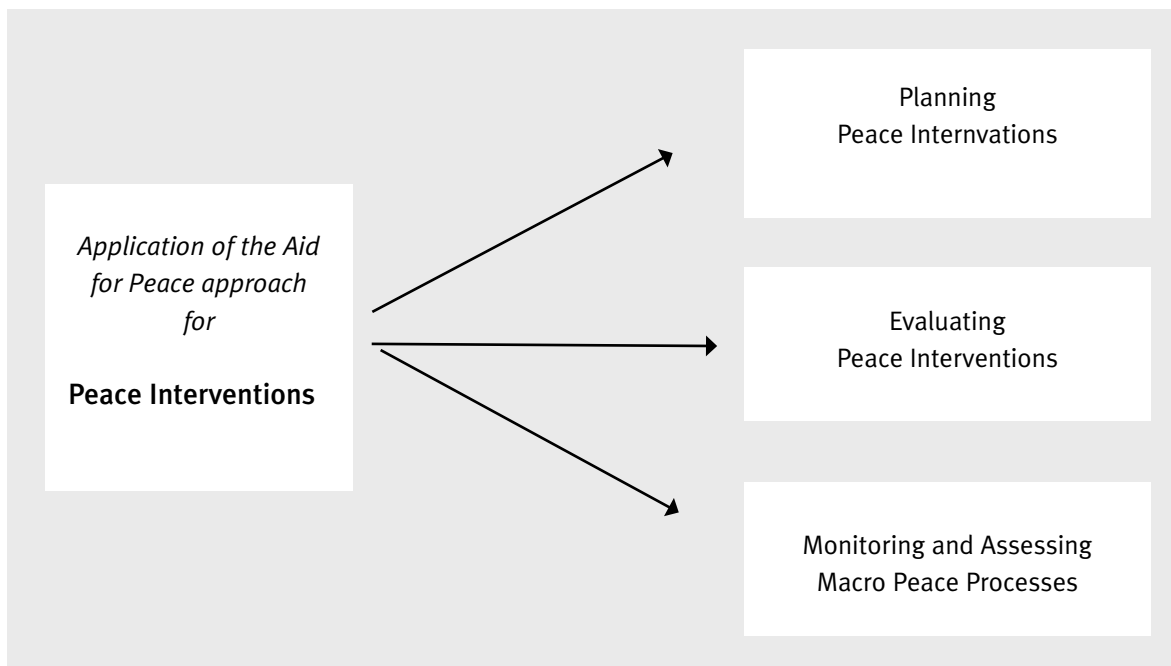 Application of the Aid
for Peace approach
for
Peace Interventions
Planning
Peace Internvations
Evaluating
Peace Interventions
Monitoring and Assessing
Macro Peace Processes